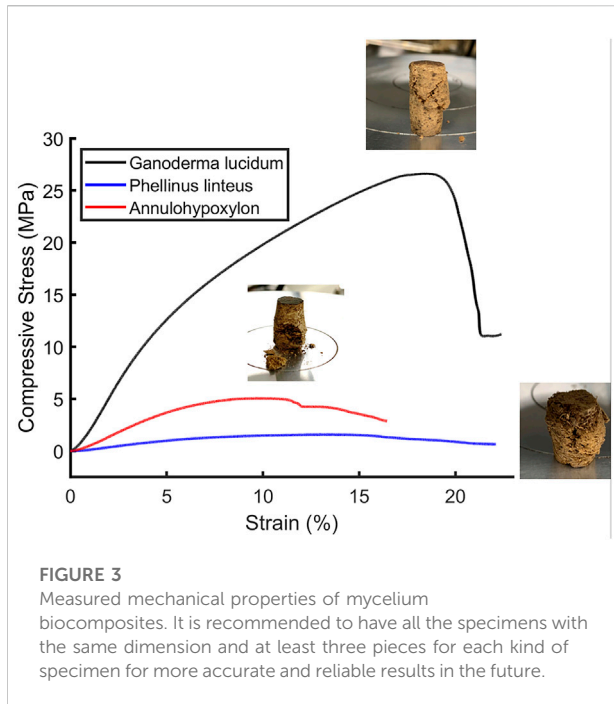 30
25
20
15
10
5
0
Compressive Stress (MPa)
Ganoderma lucidum
Phellinus linteus
Annulohypoxylon
0 5 10 15 20
Strain (%)
FIGURE 3
Measured mechanical properties of mycelium
biocomposites. It is recommended to have all the specimens with
the same dimension and at least three pieces for each kind of
specimen for more accurate and reliable results in the future.